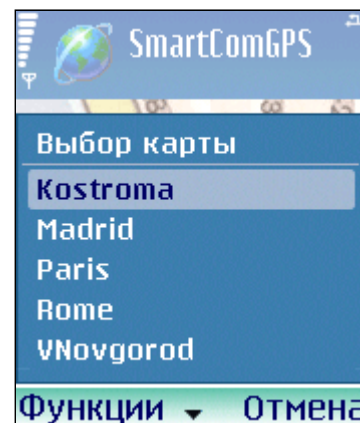 SmartComGPS
Выбор карты
Kostroma
Madrid
Paris
Rome
VNovgorod
Функции Отмена